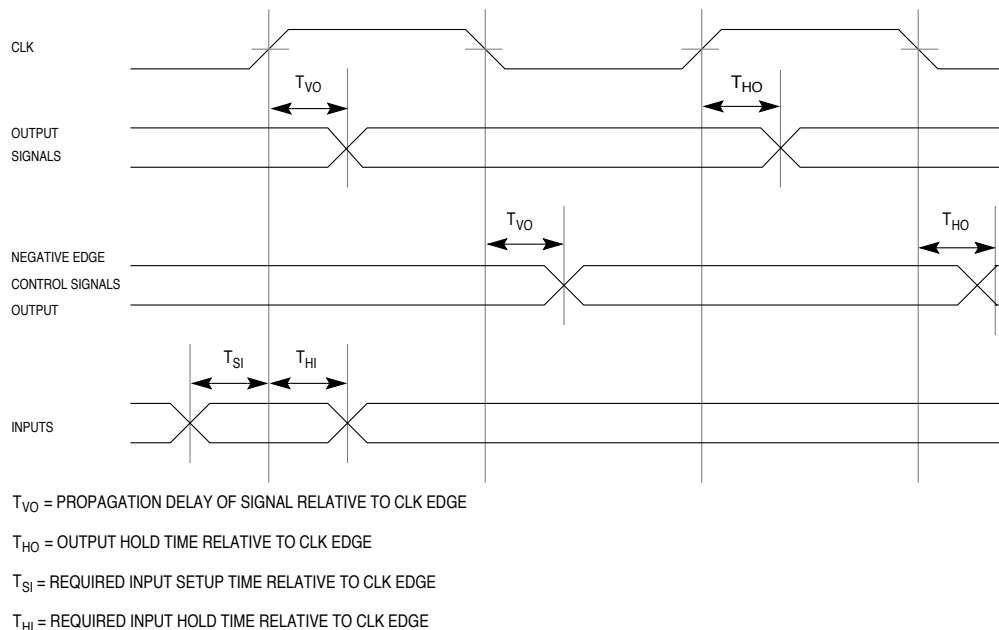 CLK
T_VO
T_HO
OUTPUT
SIGNALS
T_VO
T_HO
NEGATIVE EDGE
CONTROL SIGNALS
OUTPUT
T_SI
T_HI
INPUTS
T_VO = PROPAGATION DELAY OF SIGNAL RELATIVE TO CLK EDGE
T_HO = OUTPUT HOLD TIME RELATIVE TO CLK EDGE
T_SI = REQUIRED INPUT SETUP TIME RELATIVE TO CLK EDGE
T_HI = REQUIRED INPUT HOLD TIME RELATIVE TO CLK EDGE